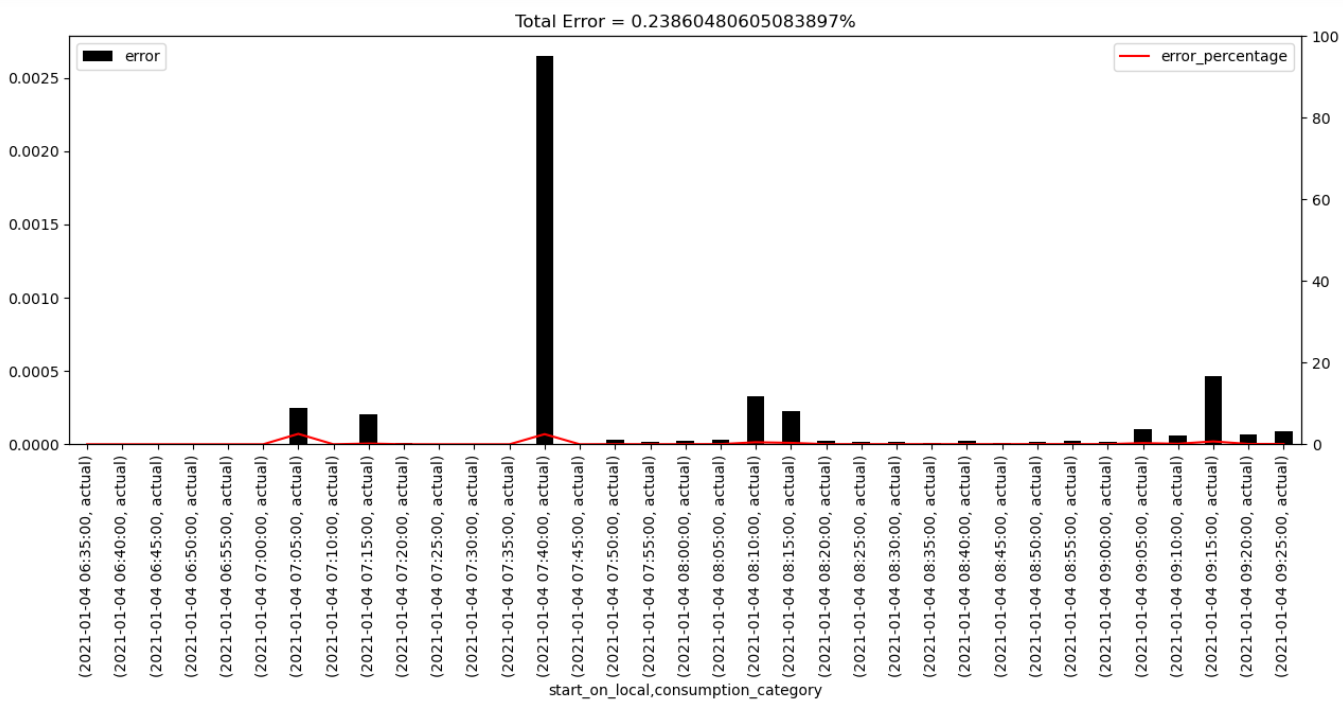 Total Error = 0.23860480605083897%
error
error_percentage
0.0025
0.0020
0.0015
0.0010
0.0005
0.0000
100
80
60
40
20
0
(2021-01-04 06:35:00, actual)
(2021-01-04 06:40:00, actual)
(2021-01-04 06:45:00, actual)
(2021-01-04 06:50:00, actual)
(2021-01-04 06:55:00, actual)
(2021-01-04 07:00:00, actual)
(2021-01-04 07:05:00, actual)
(2021-01-04 07:10:00, actual)
(2021-01-04 07:15:00, actual)
(2021-01-04 07:20:00, actual)
(2021-01-04 07:25:00, actual)
(2021-01-04 07:30:00, actual)
(2021-01-04 07:35:00, actual)
(2021-01-04 07:40:00, actual)
(2021-01-04 07:45:00, actual)
(2021-01-04 07:50:00, actual)
(2021-01-04 07:55:00, actual)
(2021-01-04 08:00:00, actual)
(2021-01-04 08:05:00, actual)
(2021-01-04 08:10:00, actual)
(2021-01-04 08:15:00, actual)
(2021-01-04 08:20:00, actual)
(2021-01-04 08:25:00, actual)
(2021-01-04 08:30:00, actual)
(2021-01-04 08:35:00, actual)
(2021-01-04 08:40:00, actual)
(2021-01-04 08:45:00, actual)
(2021-01-04 08:50:00, actual)
(2021-01-04 08:55:00, actual)
(2021-01-04 09:00:00, actual)
(2021-01-04 09:05:00, actual)
(2021-01-04 09:10:00, actual)
(2021-01-04 09:15:00, actual)
(2021-01-04 09:20:00, actual)
(2021-01-04 09:25:00, actual)
start_on_local,consumption_category